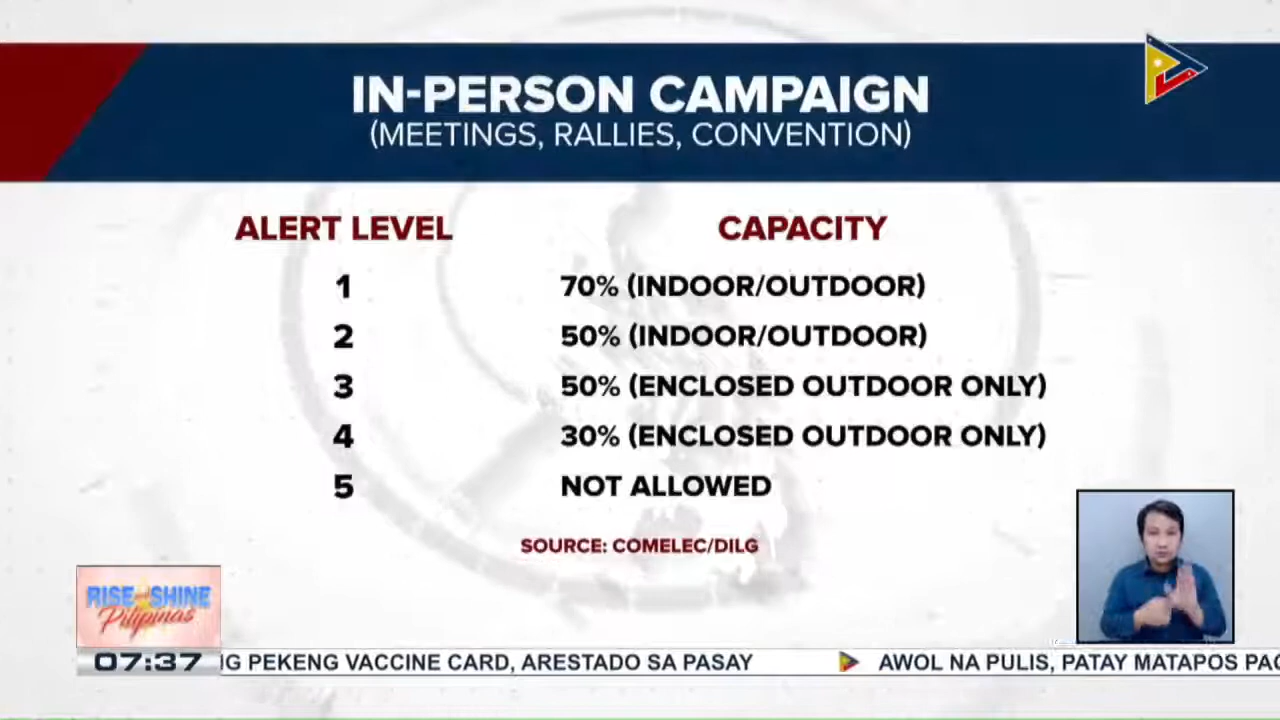 IN-PERSON CAMPAIGN
(MEETINGS, RALLIES, CONVENTION)
ALERT LEVEL CAPACITY
1 70% (INDOOR/OUTDOOR)
2 50% (INDOOR/OUTDOOR)
3 50% (ENCLOSED OUTDOOR ONLY)
4 30% (ENCLOSED OUTDOOR ONLY)
5 NOT ALLOWED
SOURCE: COMELEC/DILG
RISE SHINE
Pilipinas
07:37 NG PEKENG VACCINE CARD, ARESTADO SA PASAY AWOL NA PULIS, PATAY MATAPOS